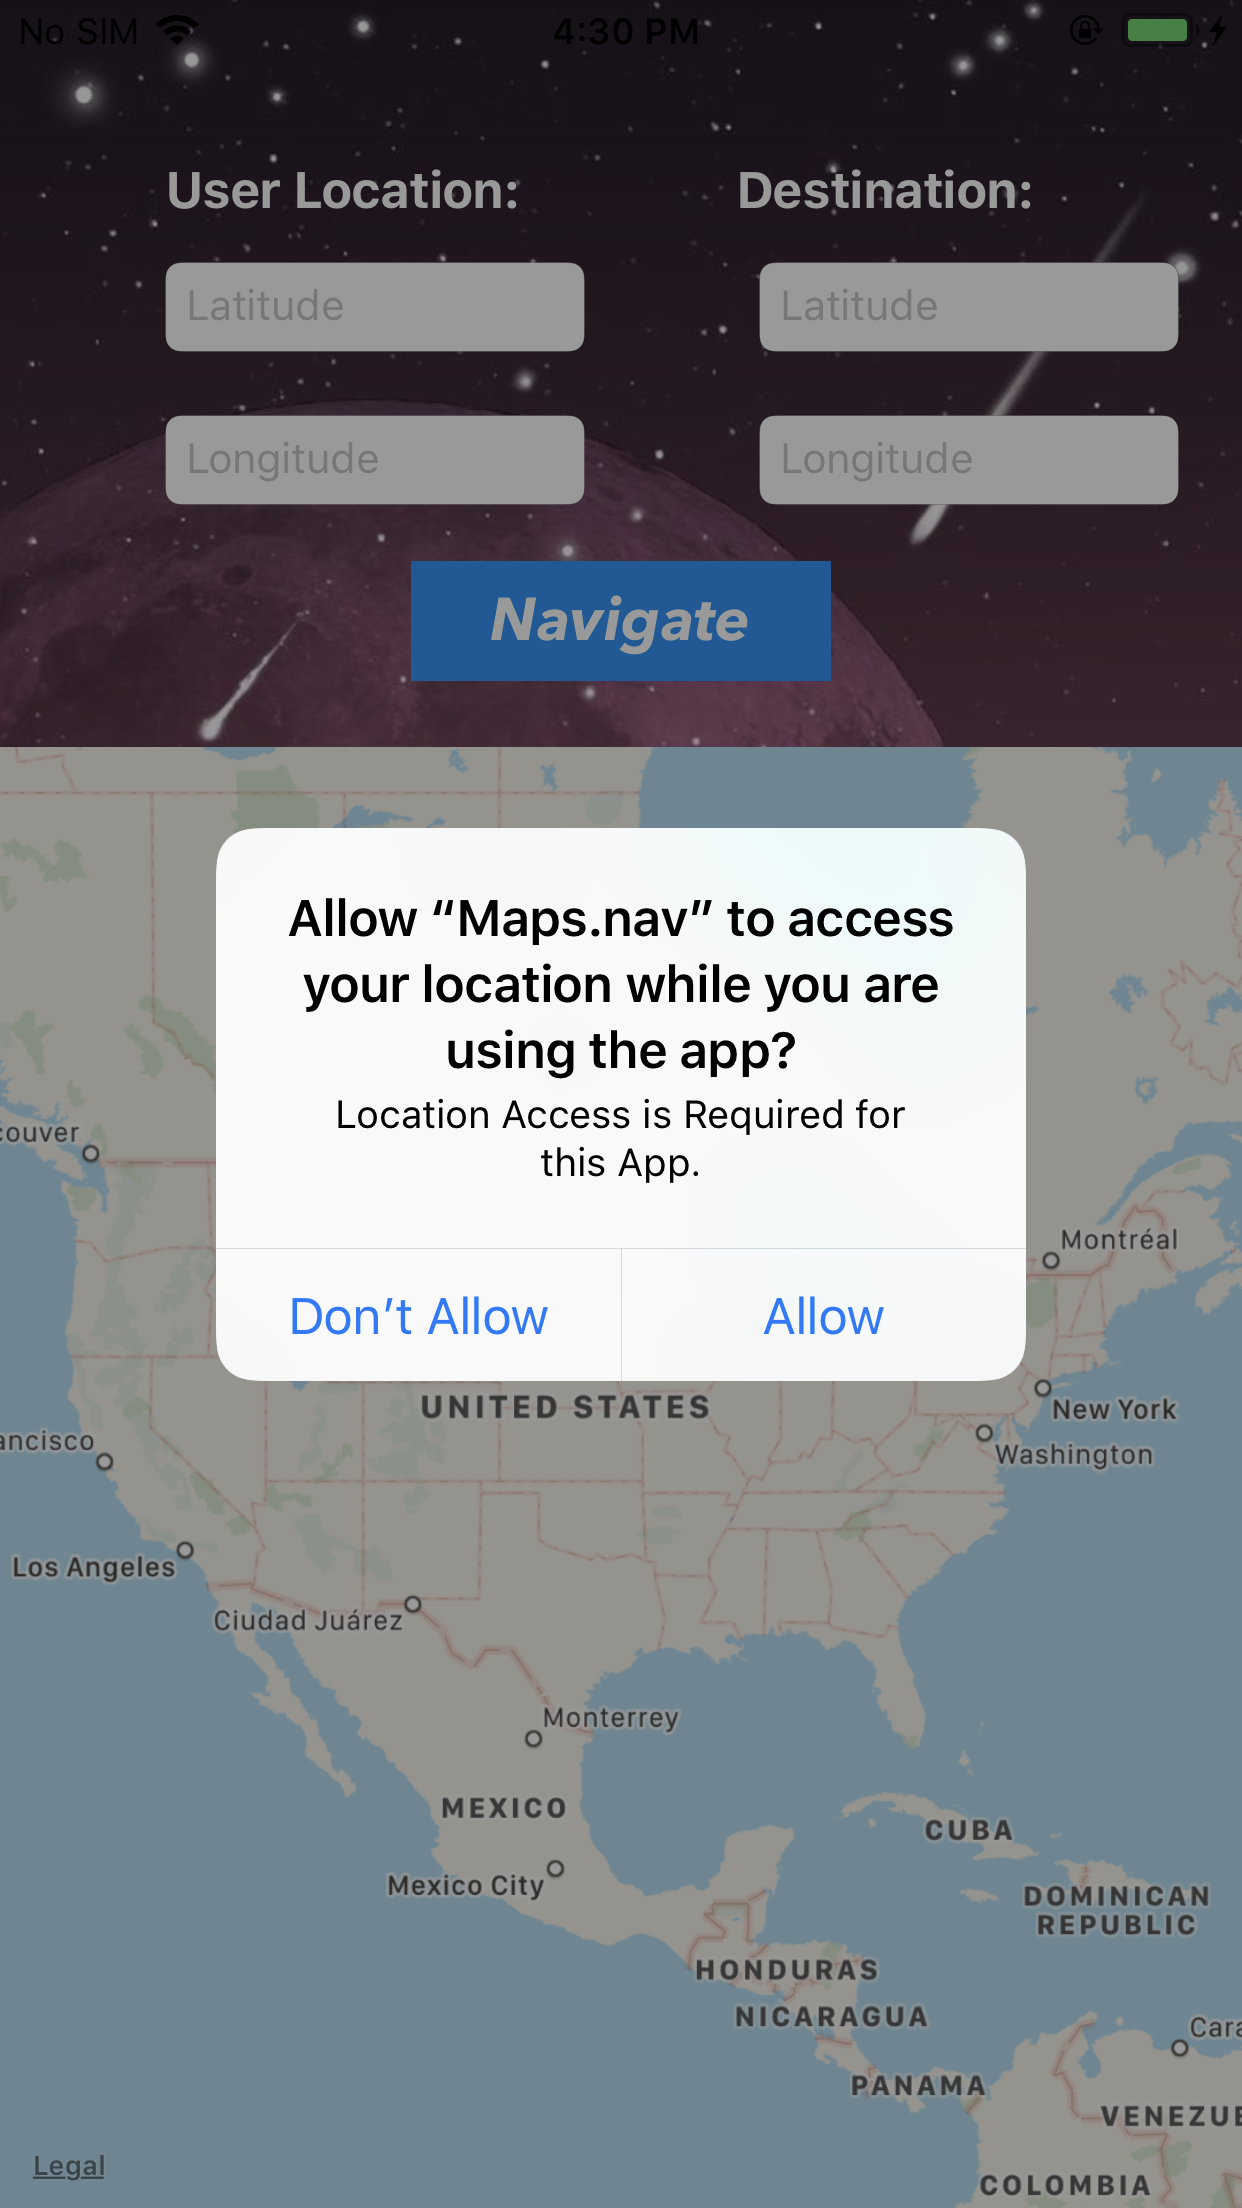 No SIM 4:30 PM
User Location: Destination:
Latitude Latitude
Longitude Longitude
Navigate
Allow “Maps.nav” to access
your location while you are
using the app?
Location Access is Required for
this App.
Don’t Allow Allow
couver
Montréal
UNITED STATES
New York
ancisco
Washington
Los Angeles
Ciudad Juárez
Monterrey
MEXICO
CUBA
Mexico City
DOMINICAN
REPUBLIC
HONDURAS
NICARAGUA
Cara
PANAMA
VENEZUE
Legal
COLOMBIA